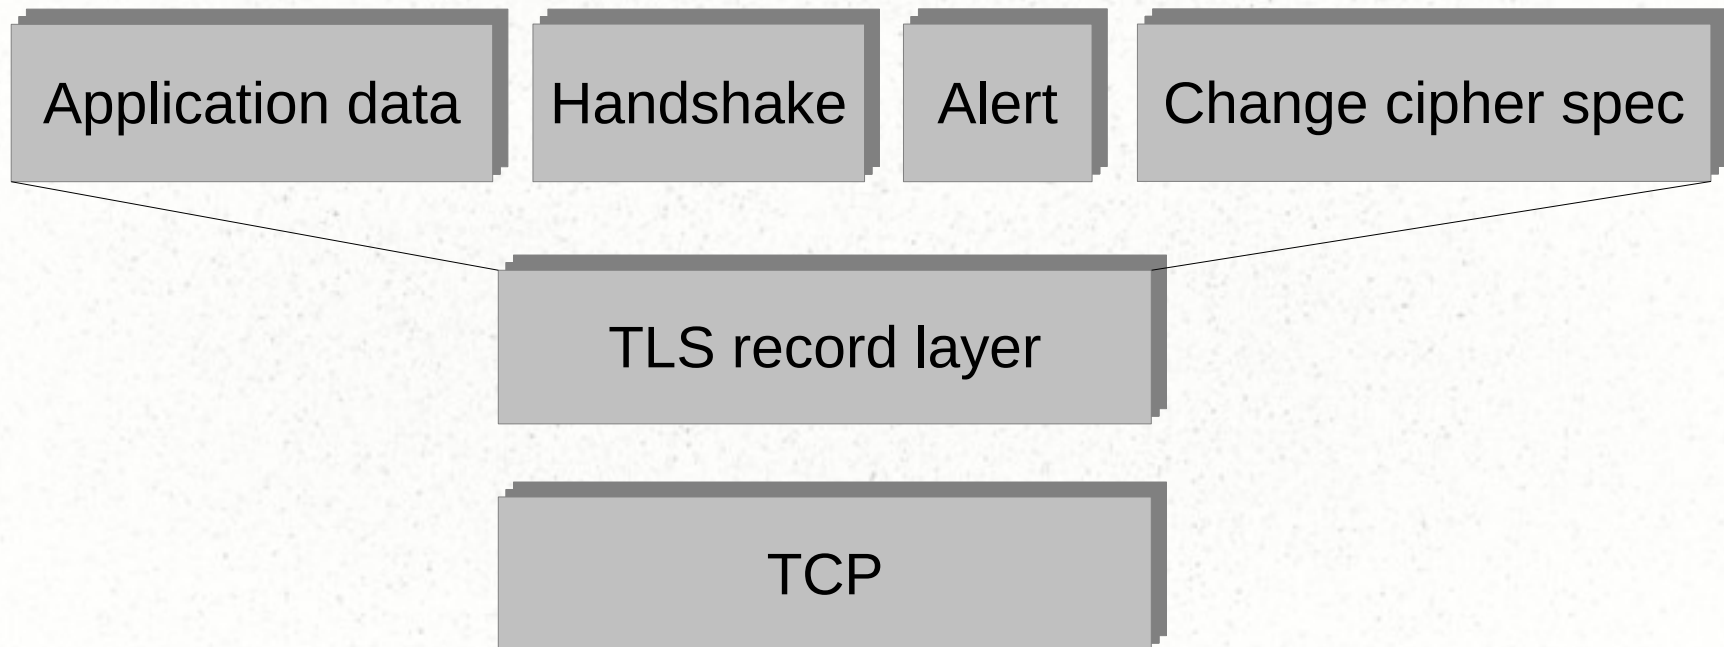 Application data
Handshake
Alert
Change cipher spec
TLS record layer
TCP